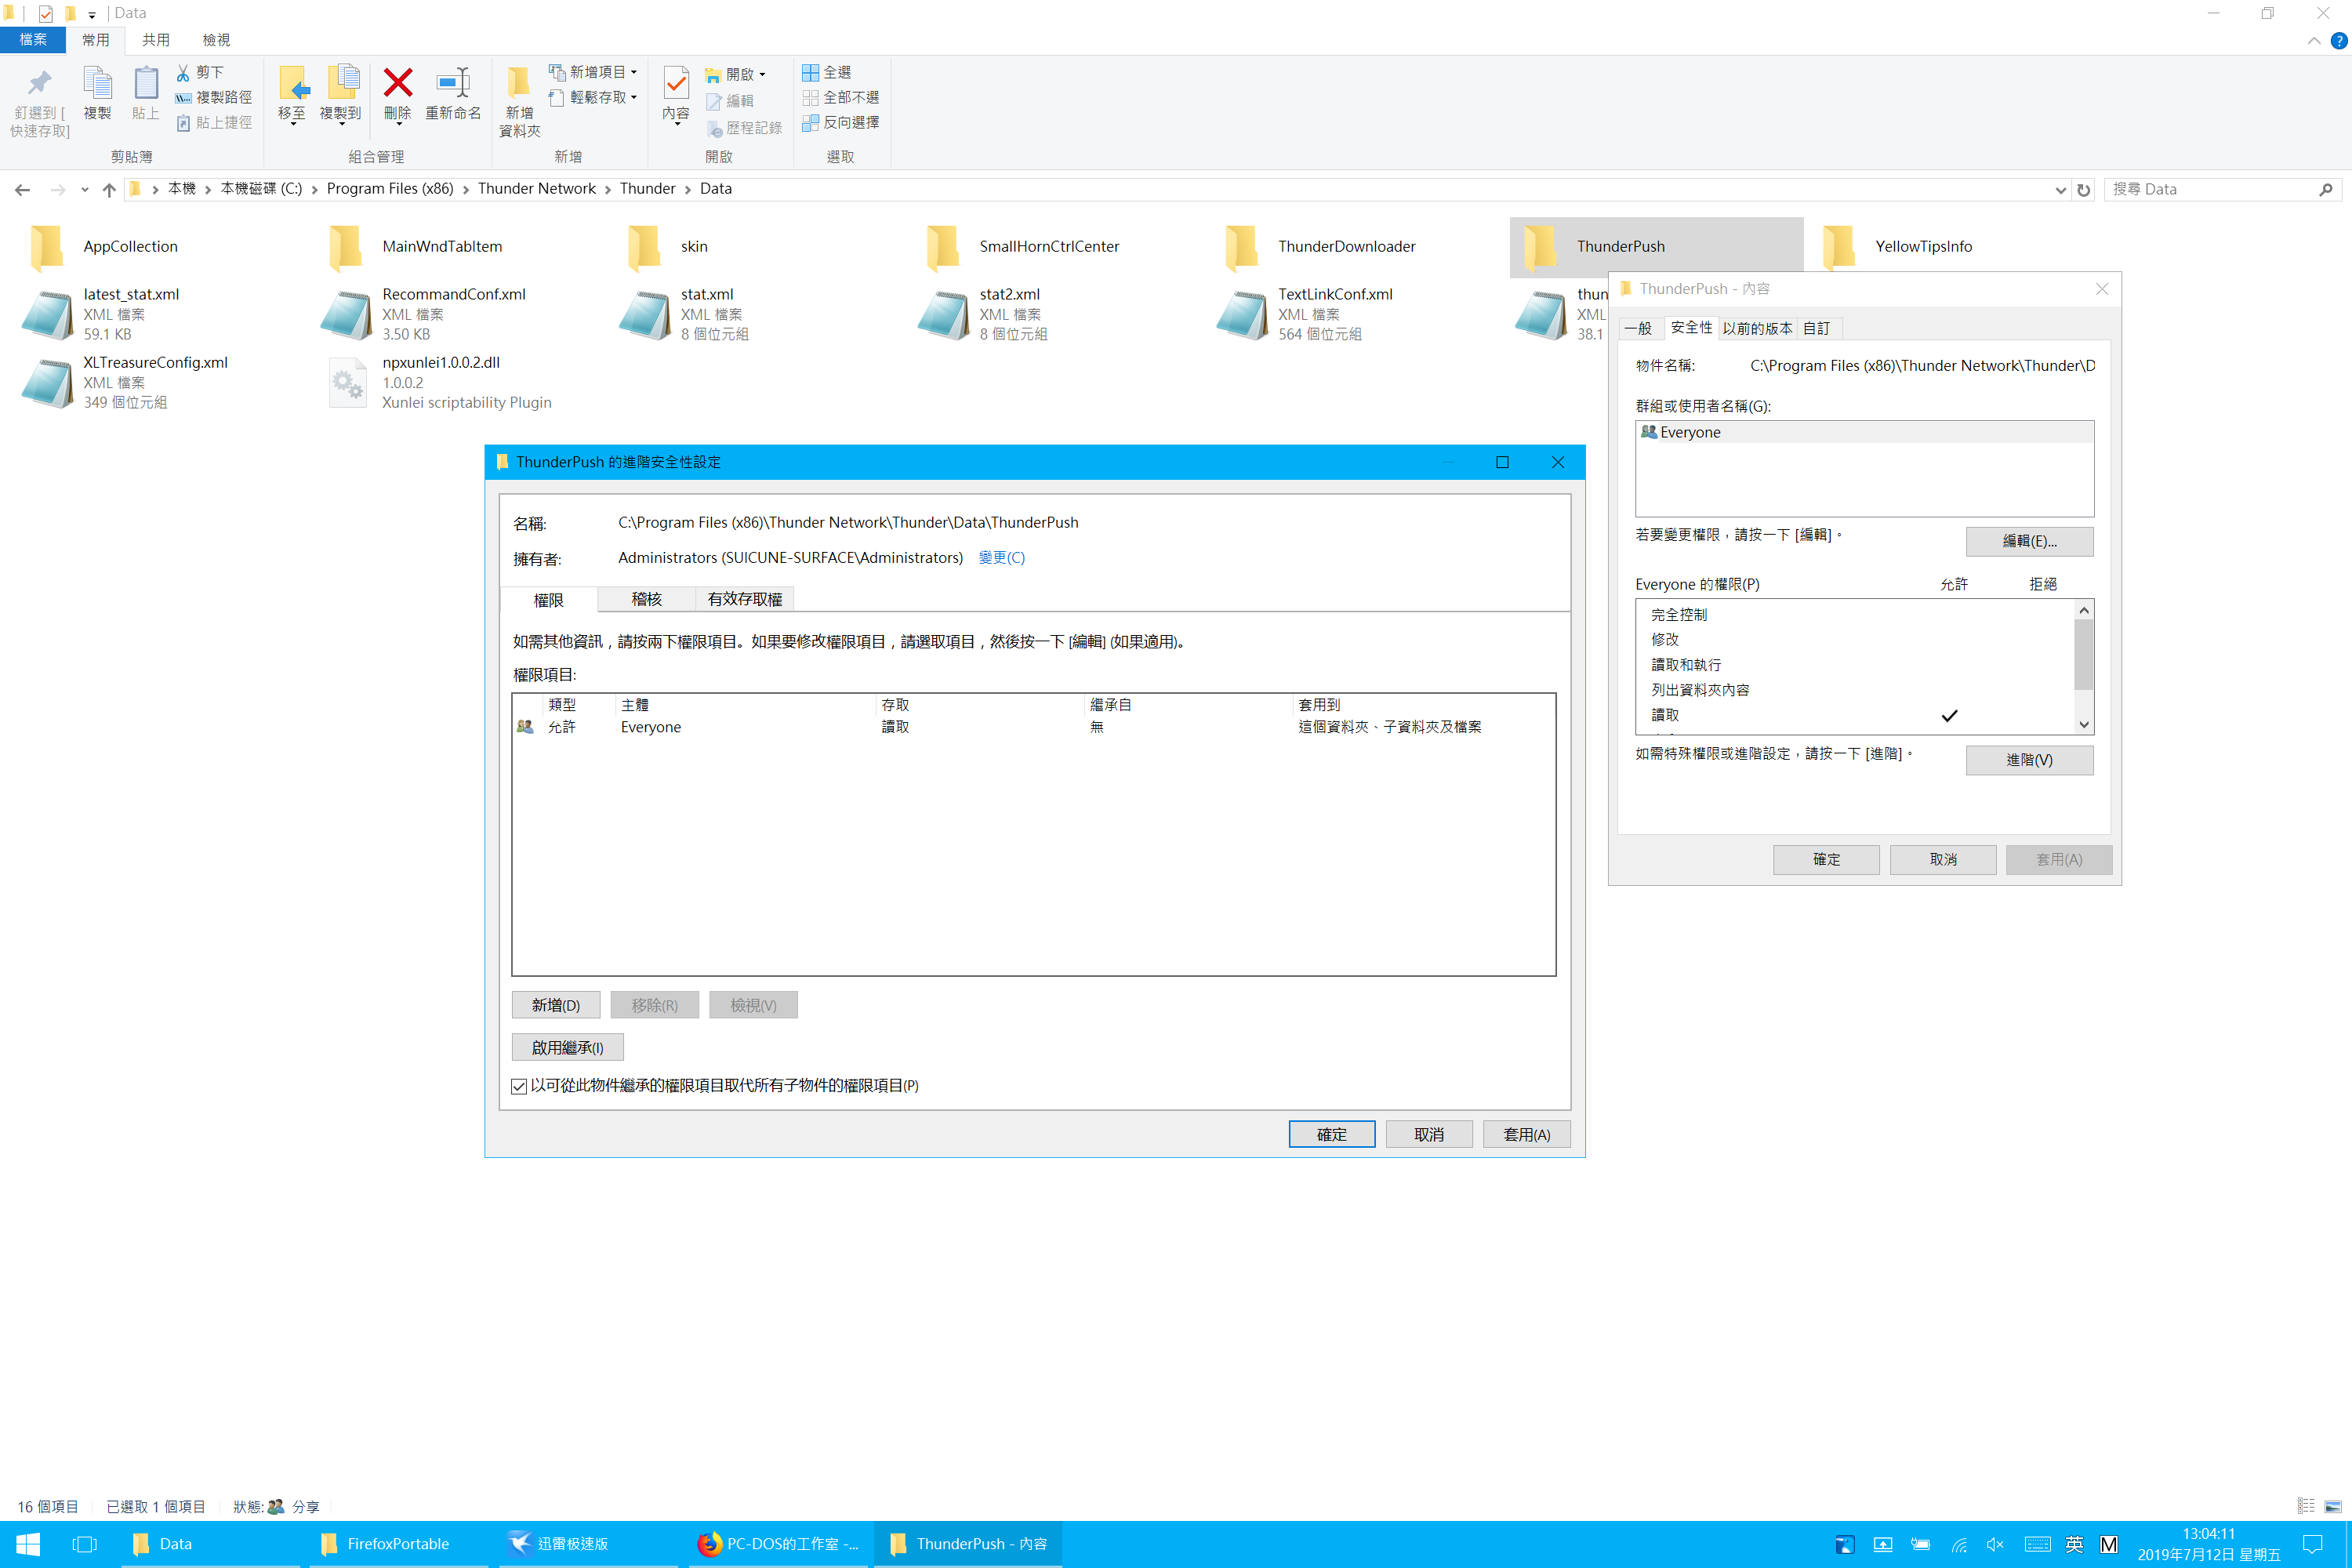 Data
檔案
常用
共用
檢視
釘選到 [
快速存取]
複製
貼上
剪下
複製路徑
貼上捷徑
剪貼簿
移至
複製到
刪除
重新命名
組合管理
新增
資料夾
新增項目
輕鬆存取
新增
內容
開啟
編輯
歷程記錄
開啟
全選
全部不選
反向選擇
選取
本機
本機磁碟 (C:)
Program Files (x86)
Thunder Network
Thunder
Data
搜尋 Data
AppCollection
MainWndTabItem
skin
SmallHornCtrlCenter
ThunderDownloader
ThunderPush
YellowTipsInfo
latest_stat.xml
XML 檔案
59.1 KB
RecommandConf.xml
XML 檔案
3.50 KB
stat.xml
XML 檔案
8 個位元組
stat2.xml
XML 檔案
8 個位元組
TextLinkConf.xml
XML 檔案
564 個位元組
thun
XML
38.1
XLTreasureConfig.xml
XML 檔案
349 個位元組
npxunlei1.0.0.2.dll
1.0.0.2
Xunlei scriptability Plugin
ThunderPush - 內容
一般
安全性
以前的版本
自訂
物件名稱:
C:\Program Files (x86)\Thunder Network\Thunder\D
群組或使用者名稱(G):
Everyone
若要變更權限，請按一下 [編輯]。
編輯(E)...
Everyone 的權限(P)
允許
拒絕
完全控制
修改
讀取和執行
列出資料夾內容
讀取
如需特殊權限或進階設定，請按一下 [進階]。
進階(V)
確定
取消
套用(A)
ThunderPush 的進階安全性設定
名稱:
C:\Program Files (x86)\Thunder Network\Thunder\Data\ThunderPush
擁有者:
Administrators (SUICUNE-SURFACE\Administrators)
變更(C)
權限
稽核
有效存取權
如需其他資訊，請按兩下權限項目。如果要修改權限項目，請選取項目，然後按一下 [編輯] (如果適用)。
權限項目:
類型
主體
存取
繼承自
套用到
允許
Everyone
讀取
無
這個資料夾、子資料夾及檔案
新增(D)
移除(R)
檢視(V)
啟用繼承(I)
以可從此物件繼承的權限項目取代所有子物件的權限項目(P)
確定
取消
套用(A)
16 個項目
已選取 1 個項目
狀態:
分享
Data
FirefoxPortable
迅雷极速版
PC-DOS的工作室 -...
ThunderPush - 內容
英
M
13:04:11
2019年7月12日 星期五